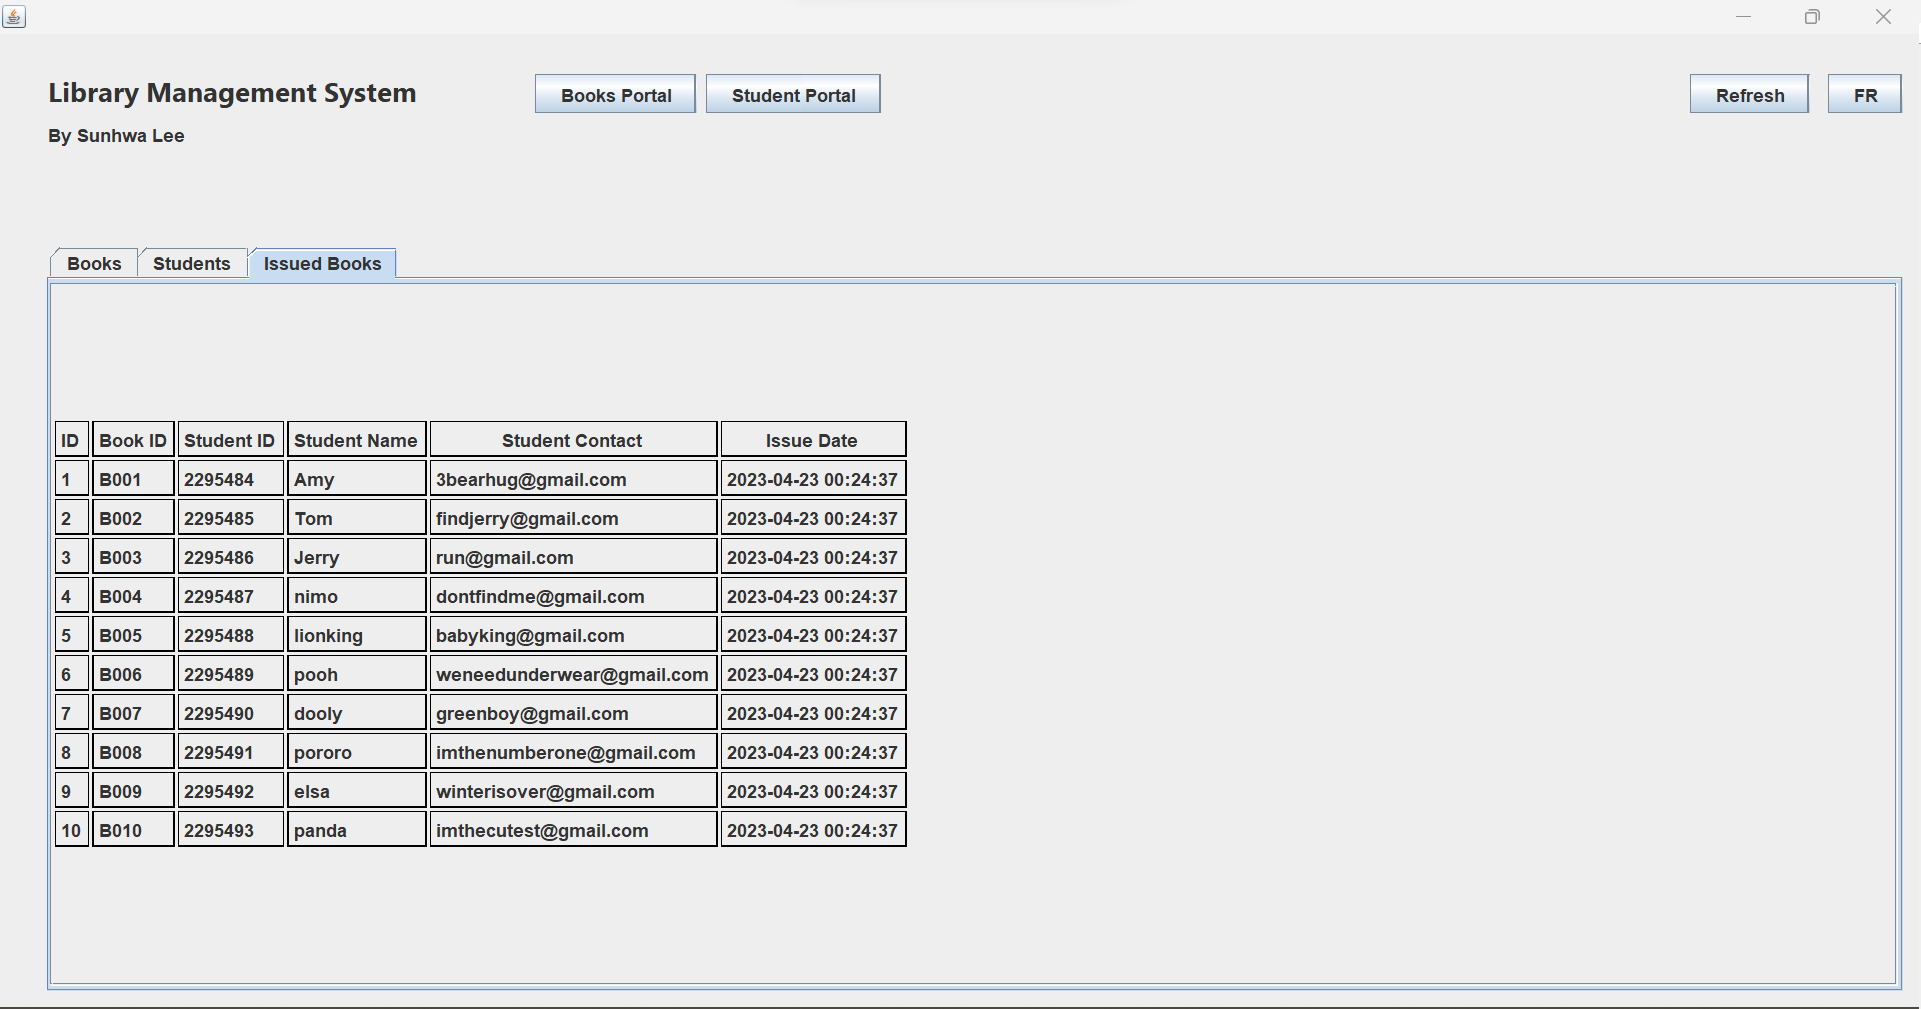 Library Management System
Books Portal
Student Portal
Refresh
FR
By Sunhwa Lee
Books
Students
Issued Books
ID Book ID Student ID Student Name Student Contact Issue Date
1 B001 2295484 Amy 3bearhug@gmail.com 2023-04-23 00:24:37
2 B002 2295485 Tom findjerry@gmail.com 2023-04-23 00:24:37
3 B003 2295486 Jerry run@gmail.com 2023-04-23 00:24:37
4 B004 2295487 nimo dontfindme@gmail.com 2023-04-23 00:24:37
5 B005 2295488 lionking babyking@gmail.com 2023-04-23 00:24:37
6 B006 2295489 pooh weneedunderwear@gmail.com 2023-04-23 00:24:37
7 B007 2295490 dooly greenboy@gmail.com 2023-04-23 00:24:37
8 B008 2295491 pororo imthenumberone@gmail.com 2023-04-23 00:24:37
9 B009 2295492 elsa winterisover@gmail.com 2023-04-23 00:24:37
10 B010 2295493 panda imthecutest@gmail.com 2023-04-23 00:24:37